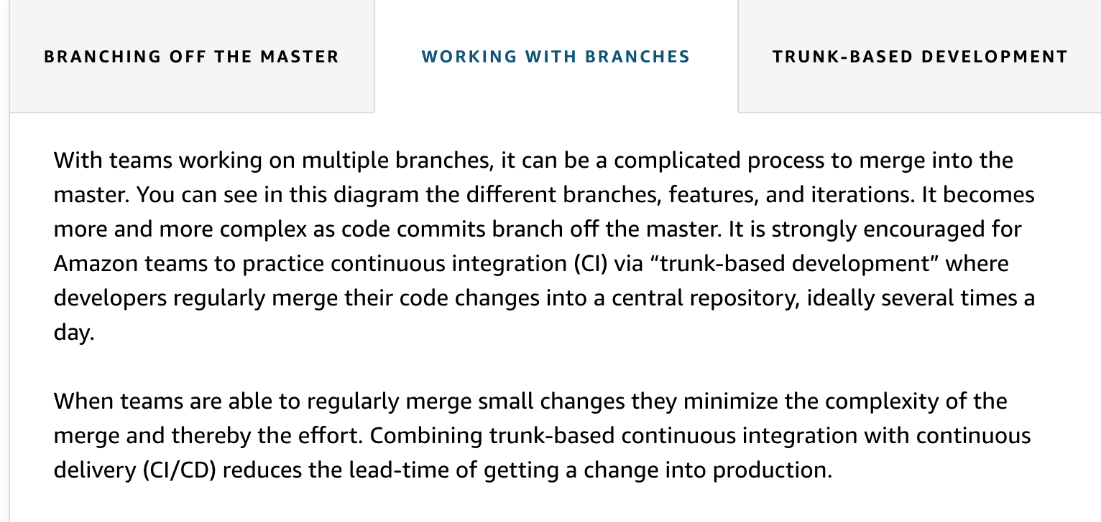 BRANCHING OFF THE MASTER
WORKING WITH BRANCHES
TRUNK-BASED DEVELOPMENT
With teams working on multiple branches, it can be a complicated process to merge into the
master. You can see in this diagram the different branches, features, and iterations. It becomes
more and more complex as code commits branch off the master. It is strongly encouraged for
Amazon teams to practice continuous integration (CI) via “trunk-based development” where
developers regularly merge their code changes into a central repository, ideally several times a
day.
When teams are able to regularly merge small changes they minimize the complexity of the
merge and thereby the effort. Combining trunk-based continuous integration with continuous
delivery (CI/CD) reduces the lead-time of getting a change into production.